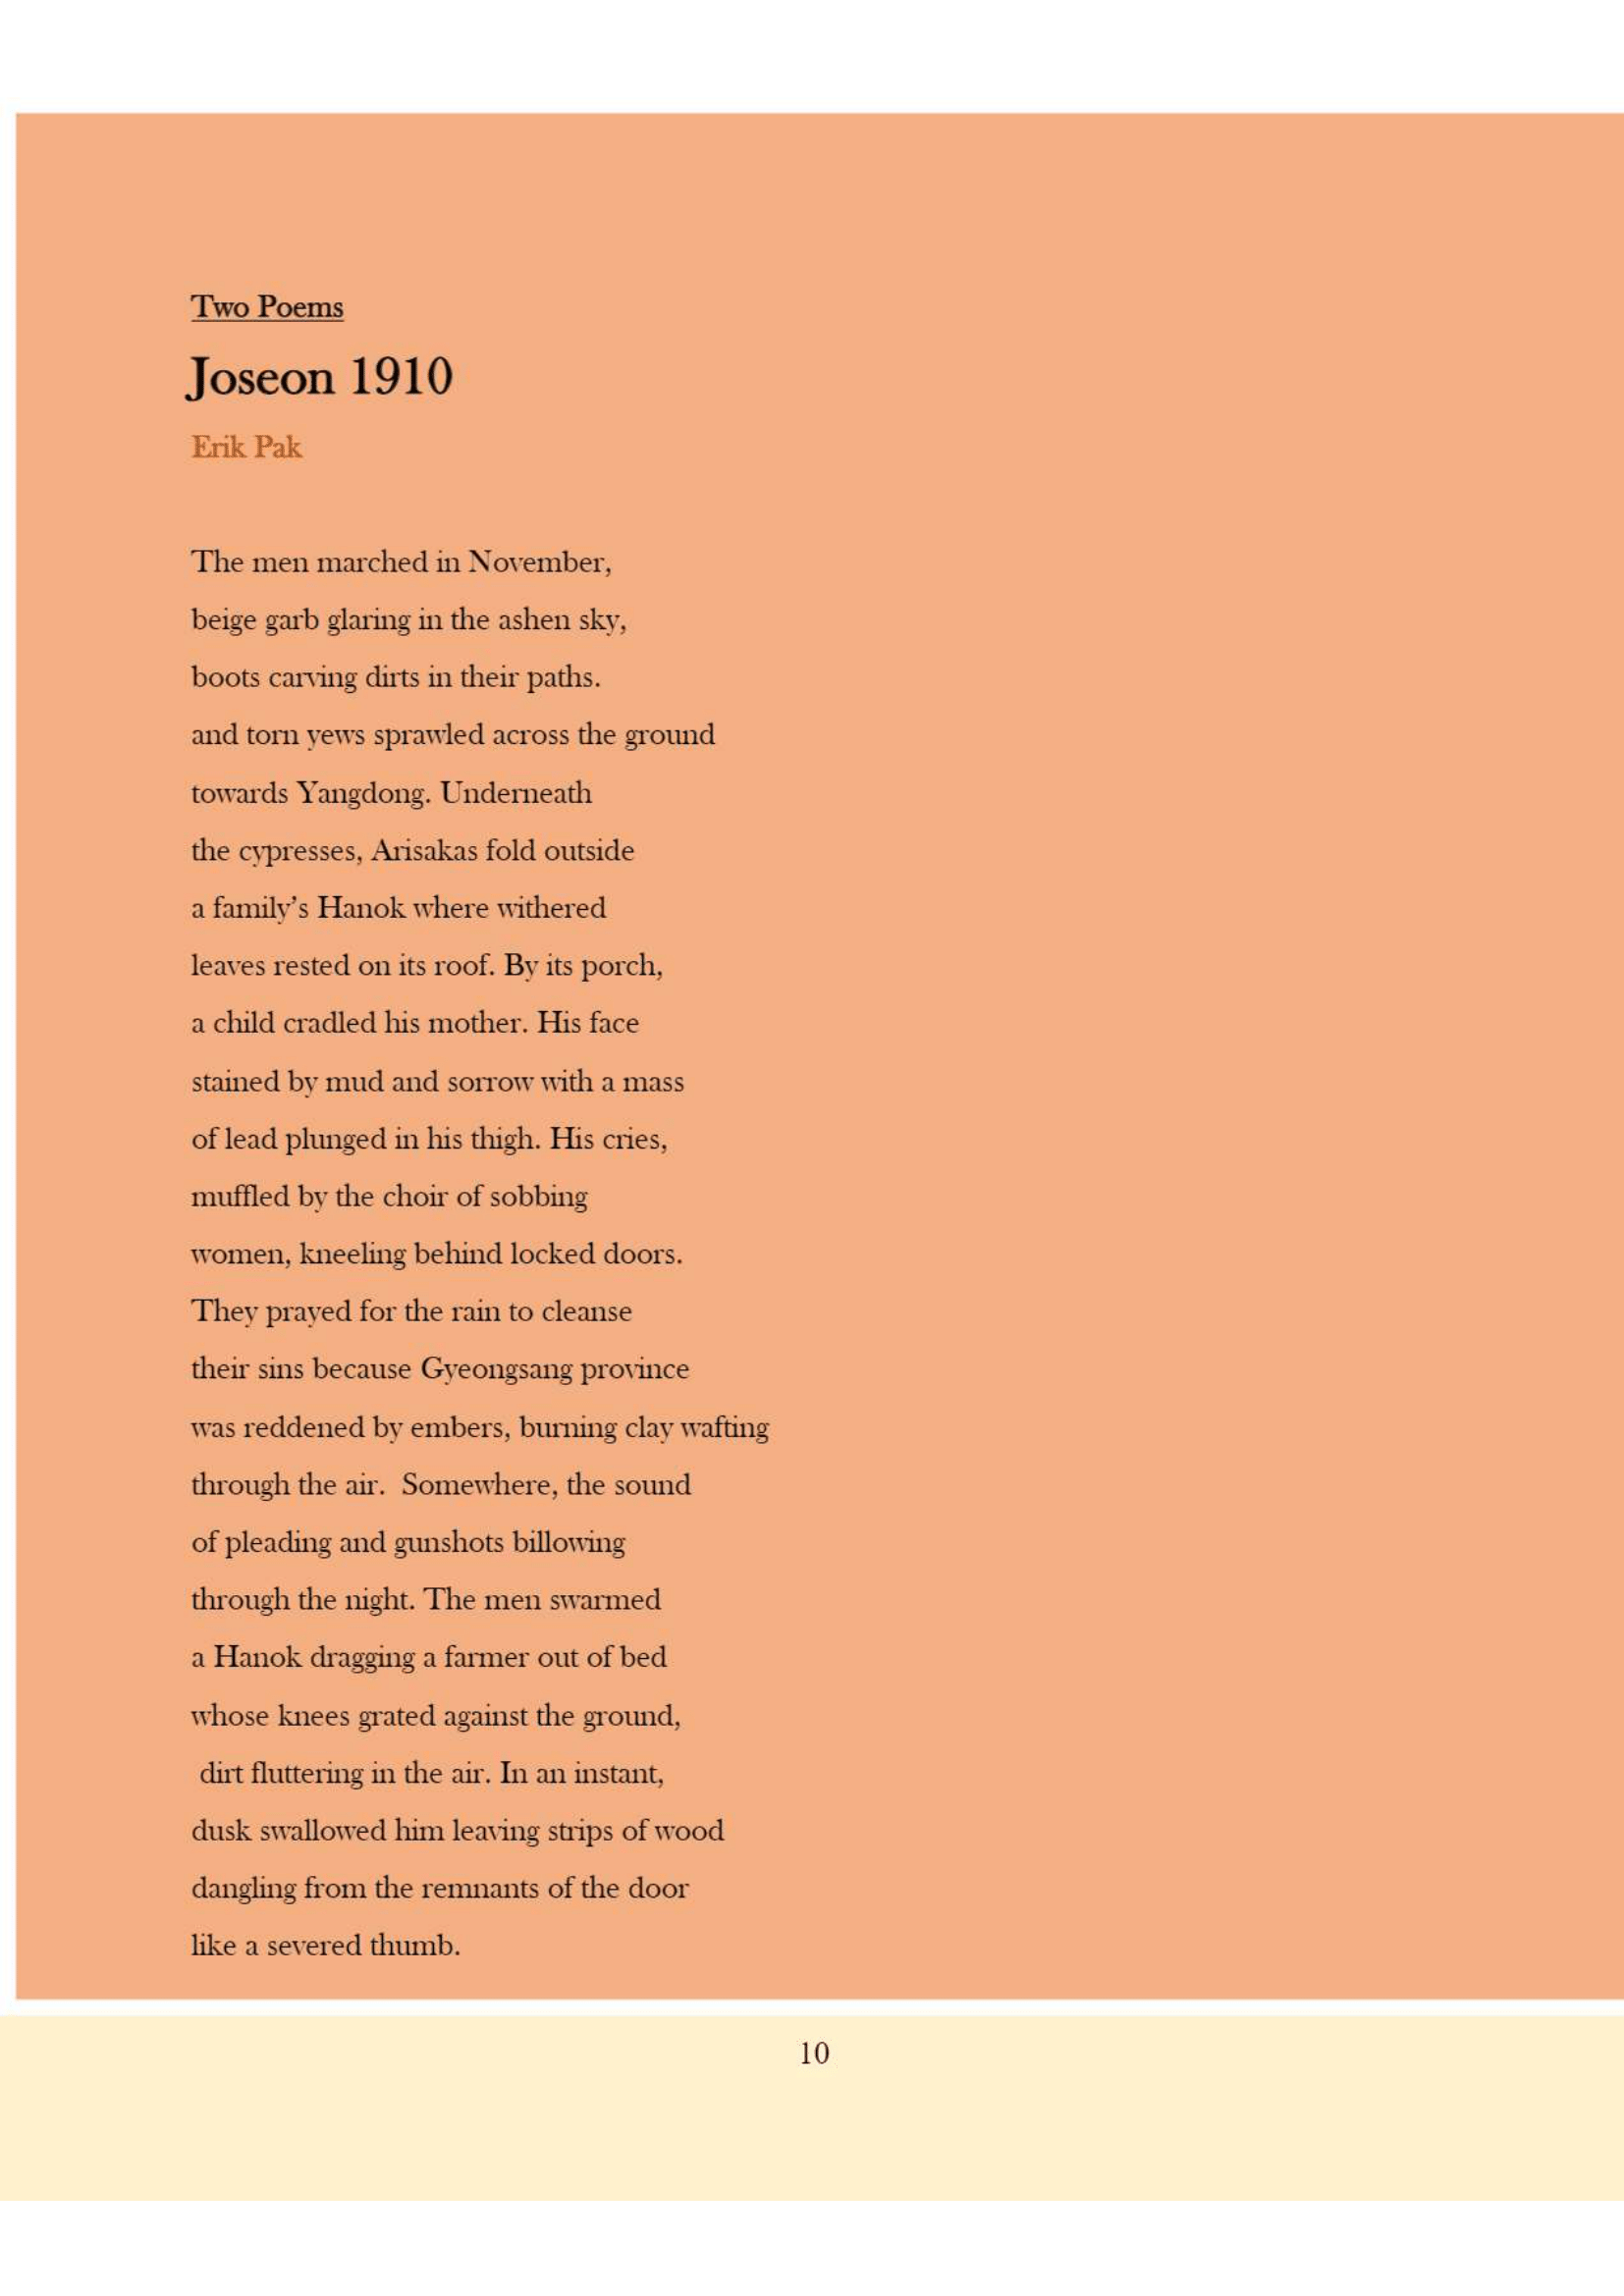 Two Poems
Joseon 1910
Erik Pak
The men marched in November,
beige garb glaring in the ashen sky,
boots carving dirts in their paths.
and torn yews sprawled across the ground
towards Yangdong. Underneath
the cypresses, Arisakas fold outside
a family’s Hanok where withered
leaves rested on its roof. By its porch,
a child cradled his mother. His face
stained by mud and sorrow with a mass
of lead plunged in his thigh. His cries,
muffled by the choir of sobbing
women, kneeling behind locked doors.
They prayed for the rain to cleanse
their sins because Gyeongsang province
was reddened by embers, burning clay wafting
through the air.  Somewhere, the sound
of pleading and gunshots billowing
through the night. The men swarmed
a Hanok dragging a farmer out of bed
whose knees grated against the ground,
dirt fluttering in the air. In an instant,
dusk swallowed him leaving strips of wood
dangling from the remnants of the door
like a severed thumb.
10